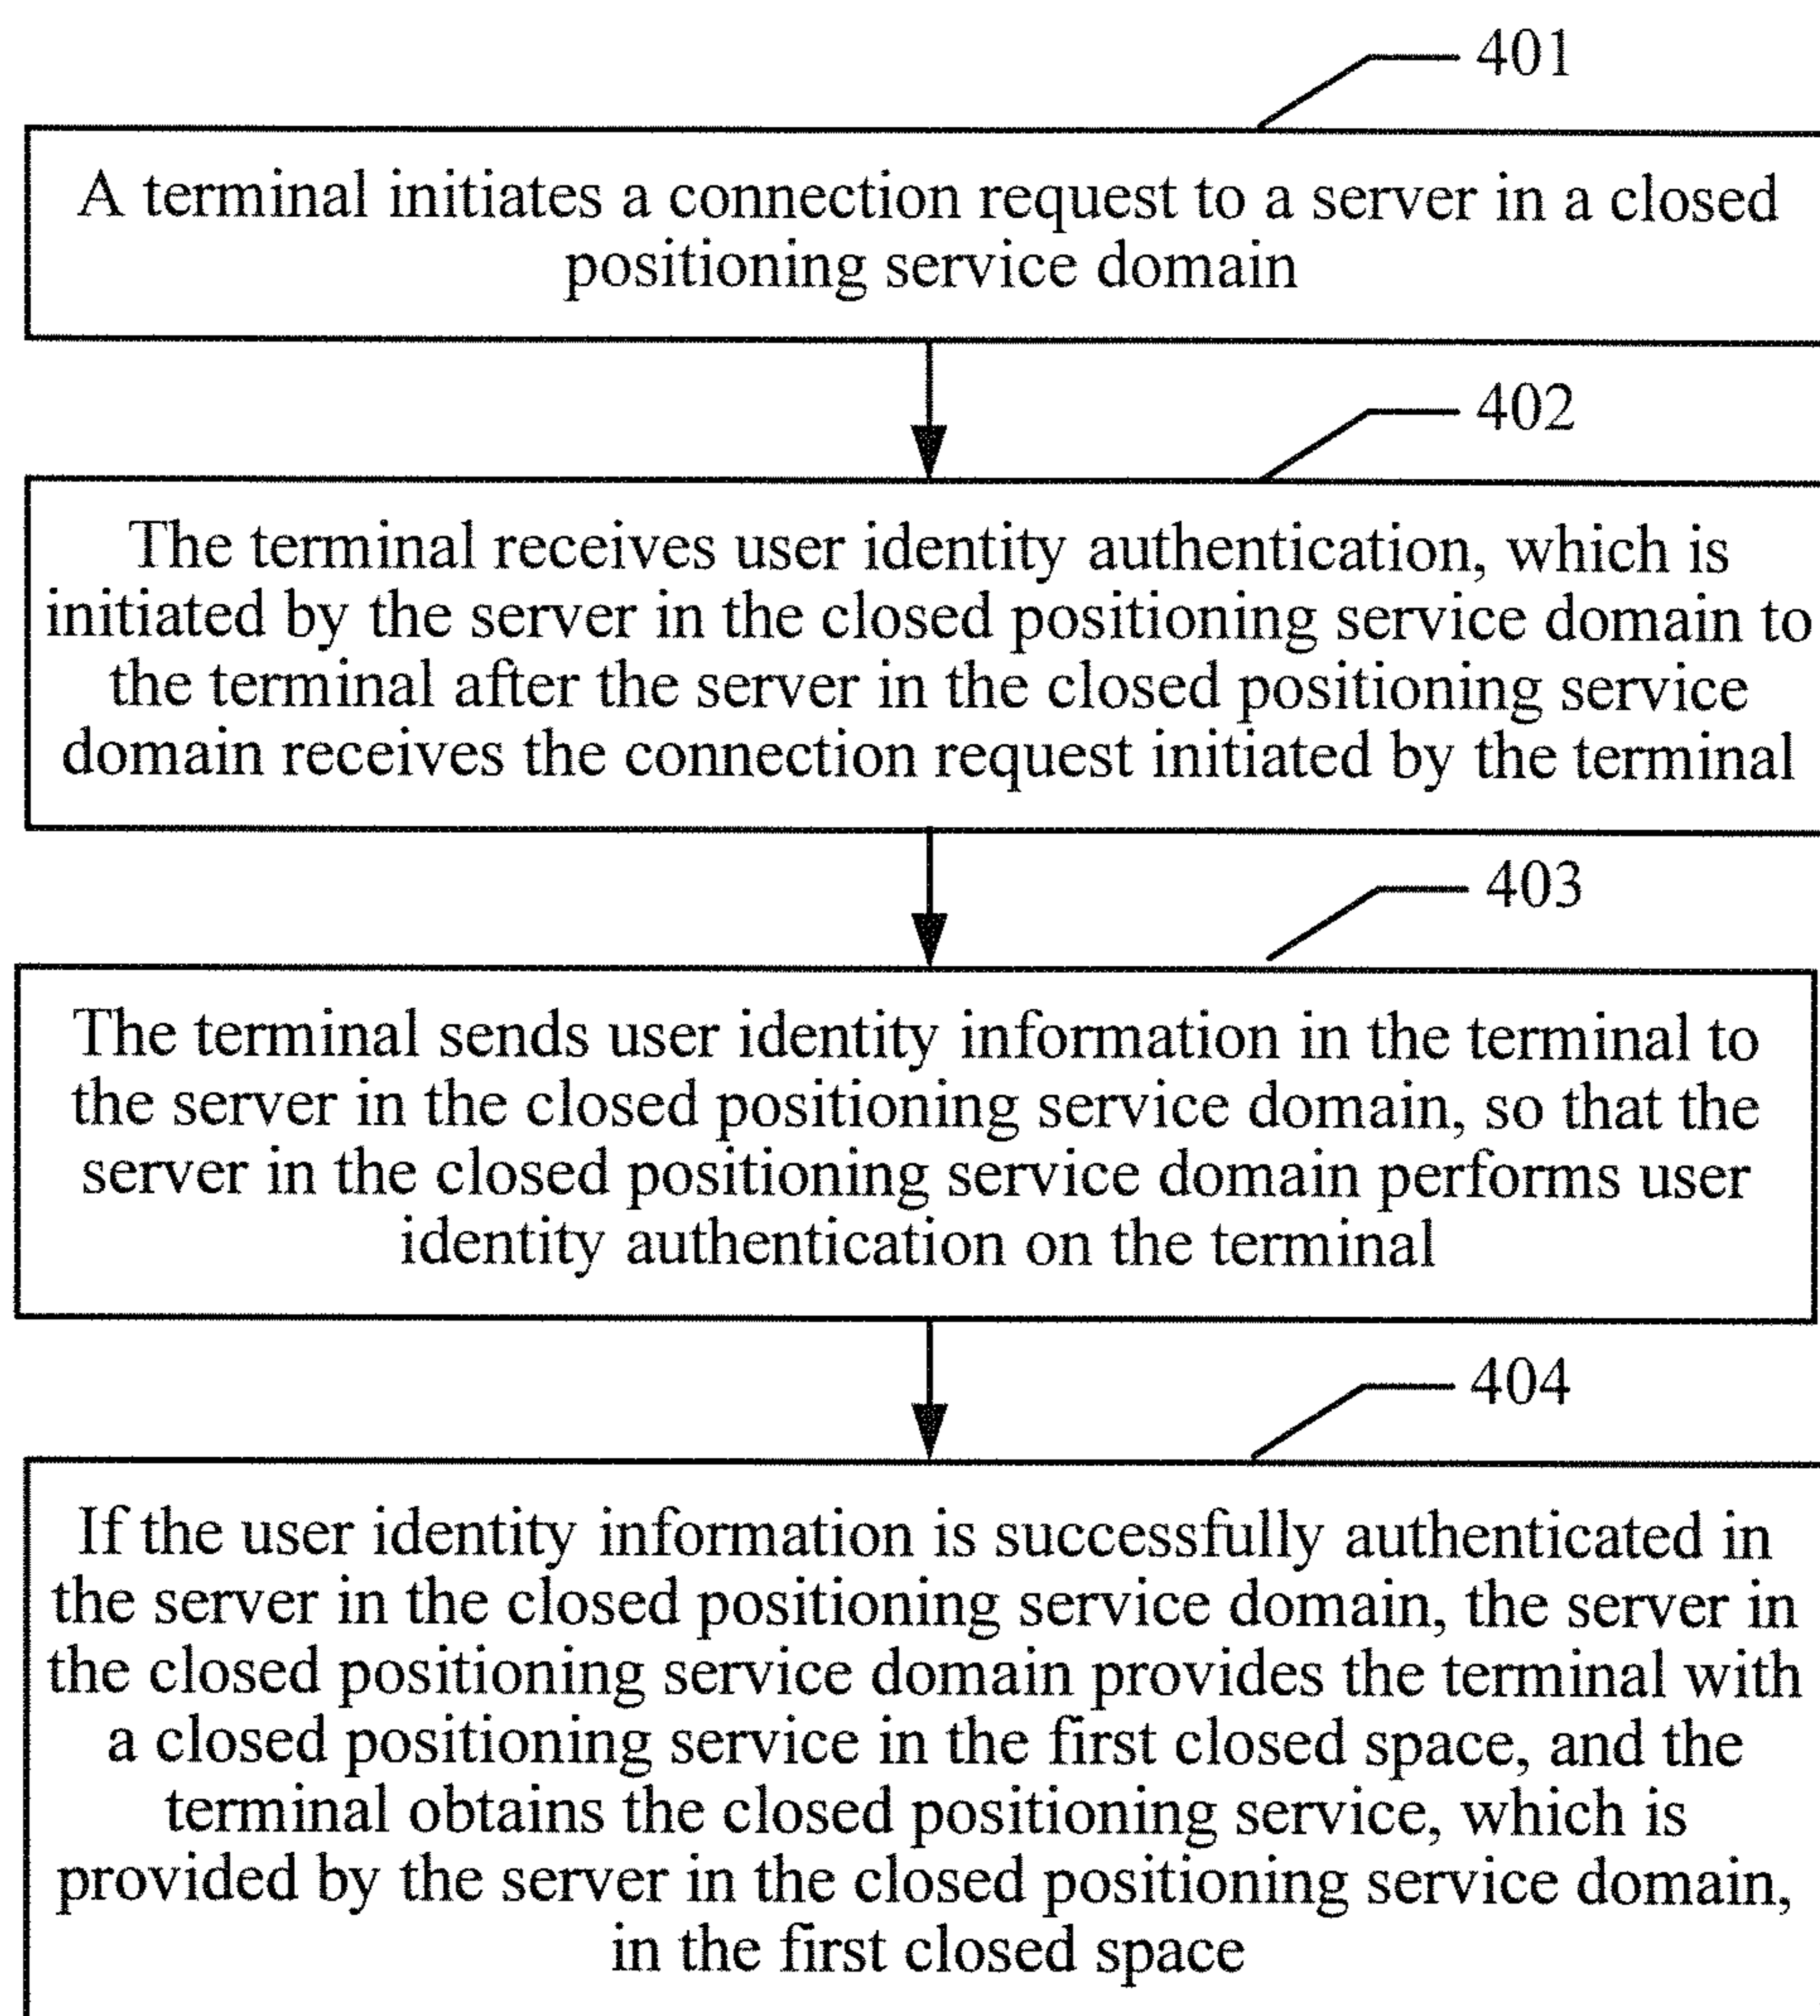 401
A terminal initiates a connection request to a server in a closed
positioning service domain
402
The terminal receives user identity authentication, which is
initiated by the server in the closed positioning service domain to
the terminal after the server in the closed positioning service
domain receives the connection request initiated by the terminal
403
The terminal sends user identity information in the terminal to
the server in the closed positioning service domain, so that the
server in the closed positioning service domain performs user
identity authentication on the terminal
404
If the user identity information is successfully authenticated in
the server in the closed positioning service domain, the server in
the closed positioning service domain provides the terminal with
a closed positioning service in the first closed space, and the
terminal obtains the closed positioning service, which is
provided by the server in the closed positioning service domain,
in the first closed space